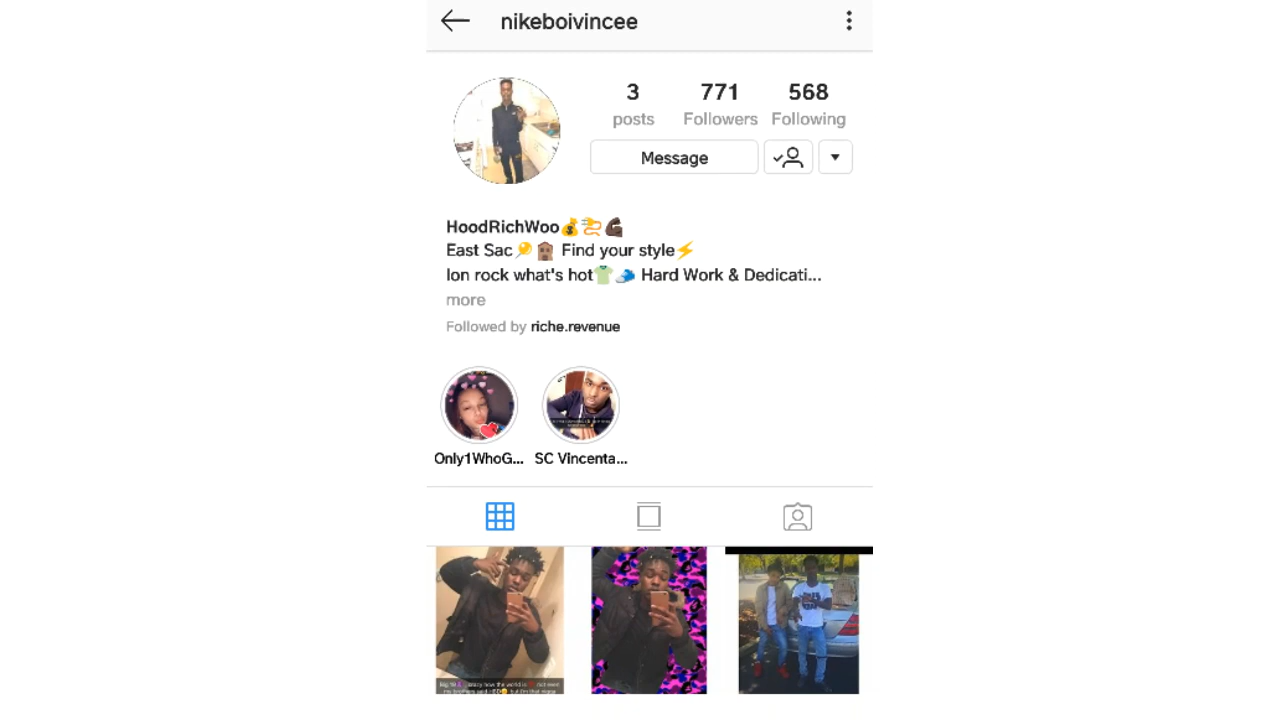 nikeboivincee
3 771 568
posts Followers Following
Message
HoodRichWoo💰🔌💪🏿
East Sac Find your style⚡
Ion rock what's hot👕🧢 Hard Work & Dedicati...
more
Followed by riche.revenue
Only1WhoG... SC Vincenta...